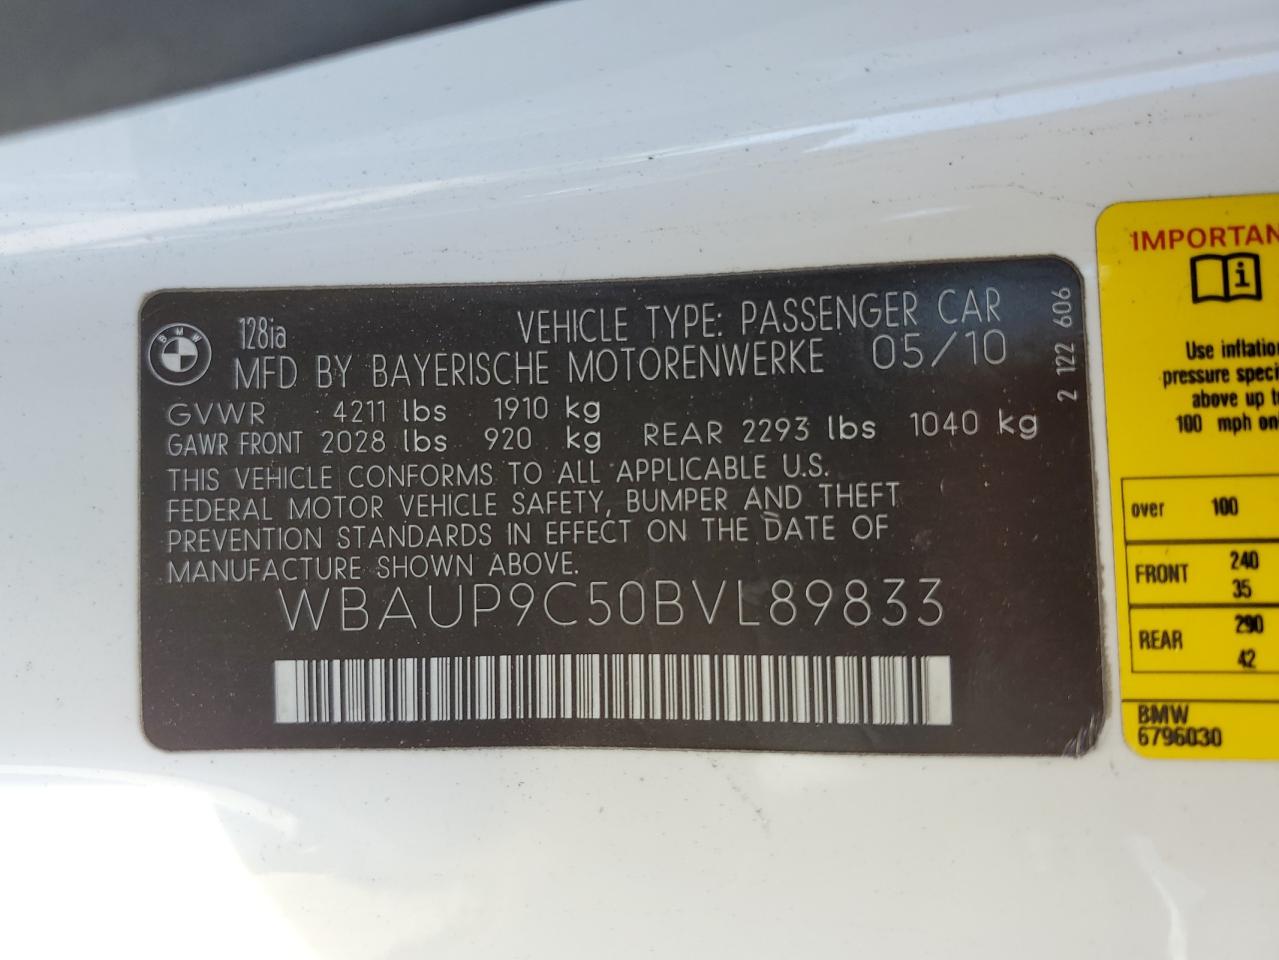 BMW
128ia VEHICLE TYPE: PASSENGER CAR
MFD BY BAYERISCHE MOTORENWERKE 05/10
GVWR 4211 lbs 1910 kg
GAWR FRONT 2028 lbs 920 kg REAR 2293 lbs 1040 kg
THIS VEHICLE CONFORMS TO ALL APPLICABLE U.S.
FEDERAL MOTOR VEHICLE SAFETY, BUMPER AND THEFT
PREVENTION STANDARDS IN EFFECT ON THE DATE OF
MANUFACTURE SHOWN ABOVE.
WBAUP9C50BVL89833
2 122 606
IMPORTAN
i
Use inflation
pressure speci
above up t
100 mph on
over 100
FRONT 240
35
REAR 290
42
BMW
6796030